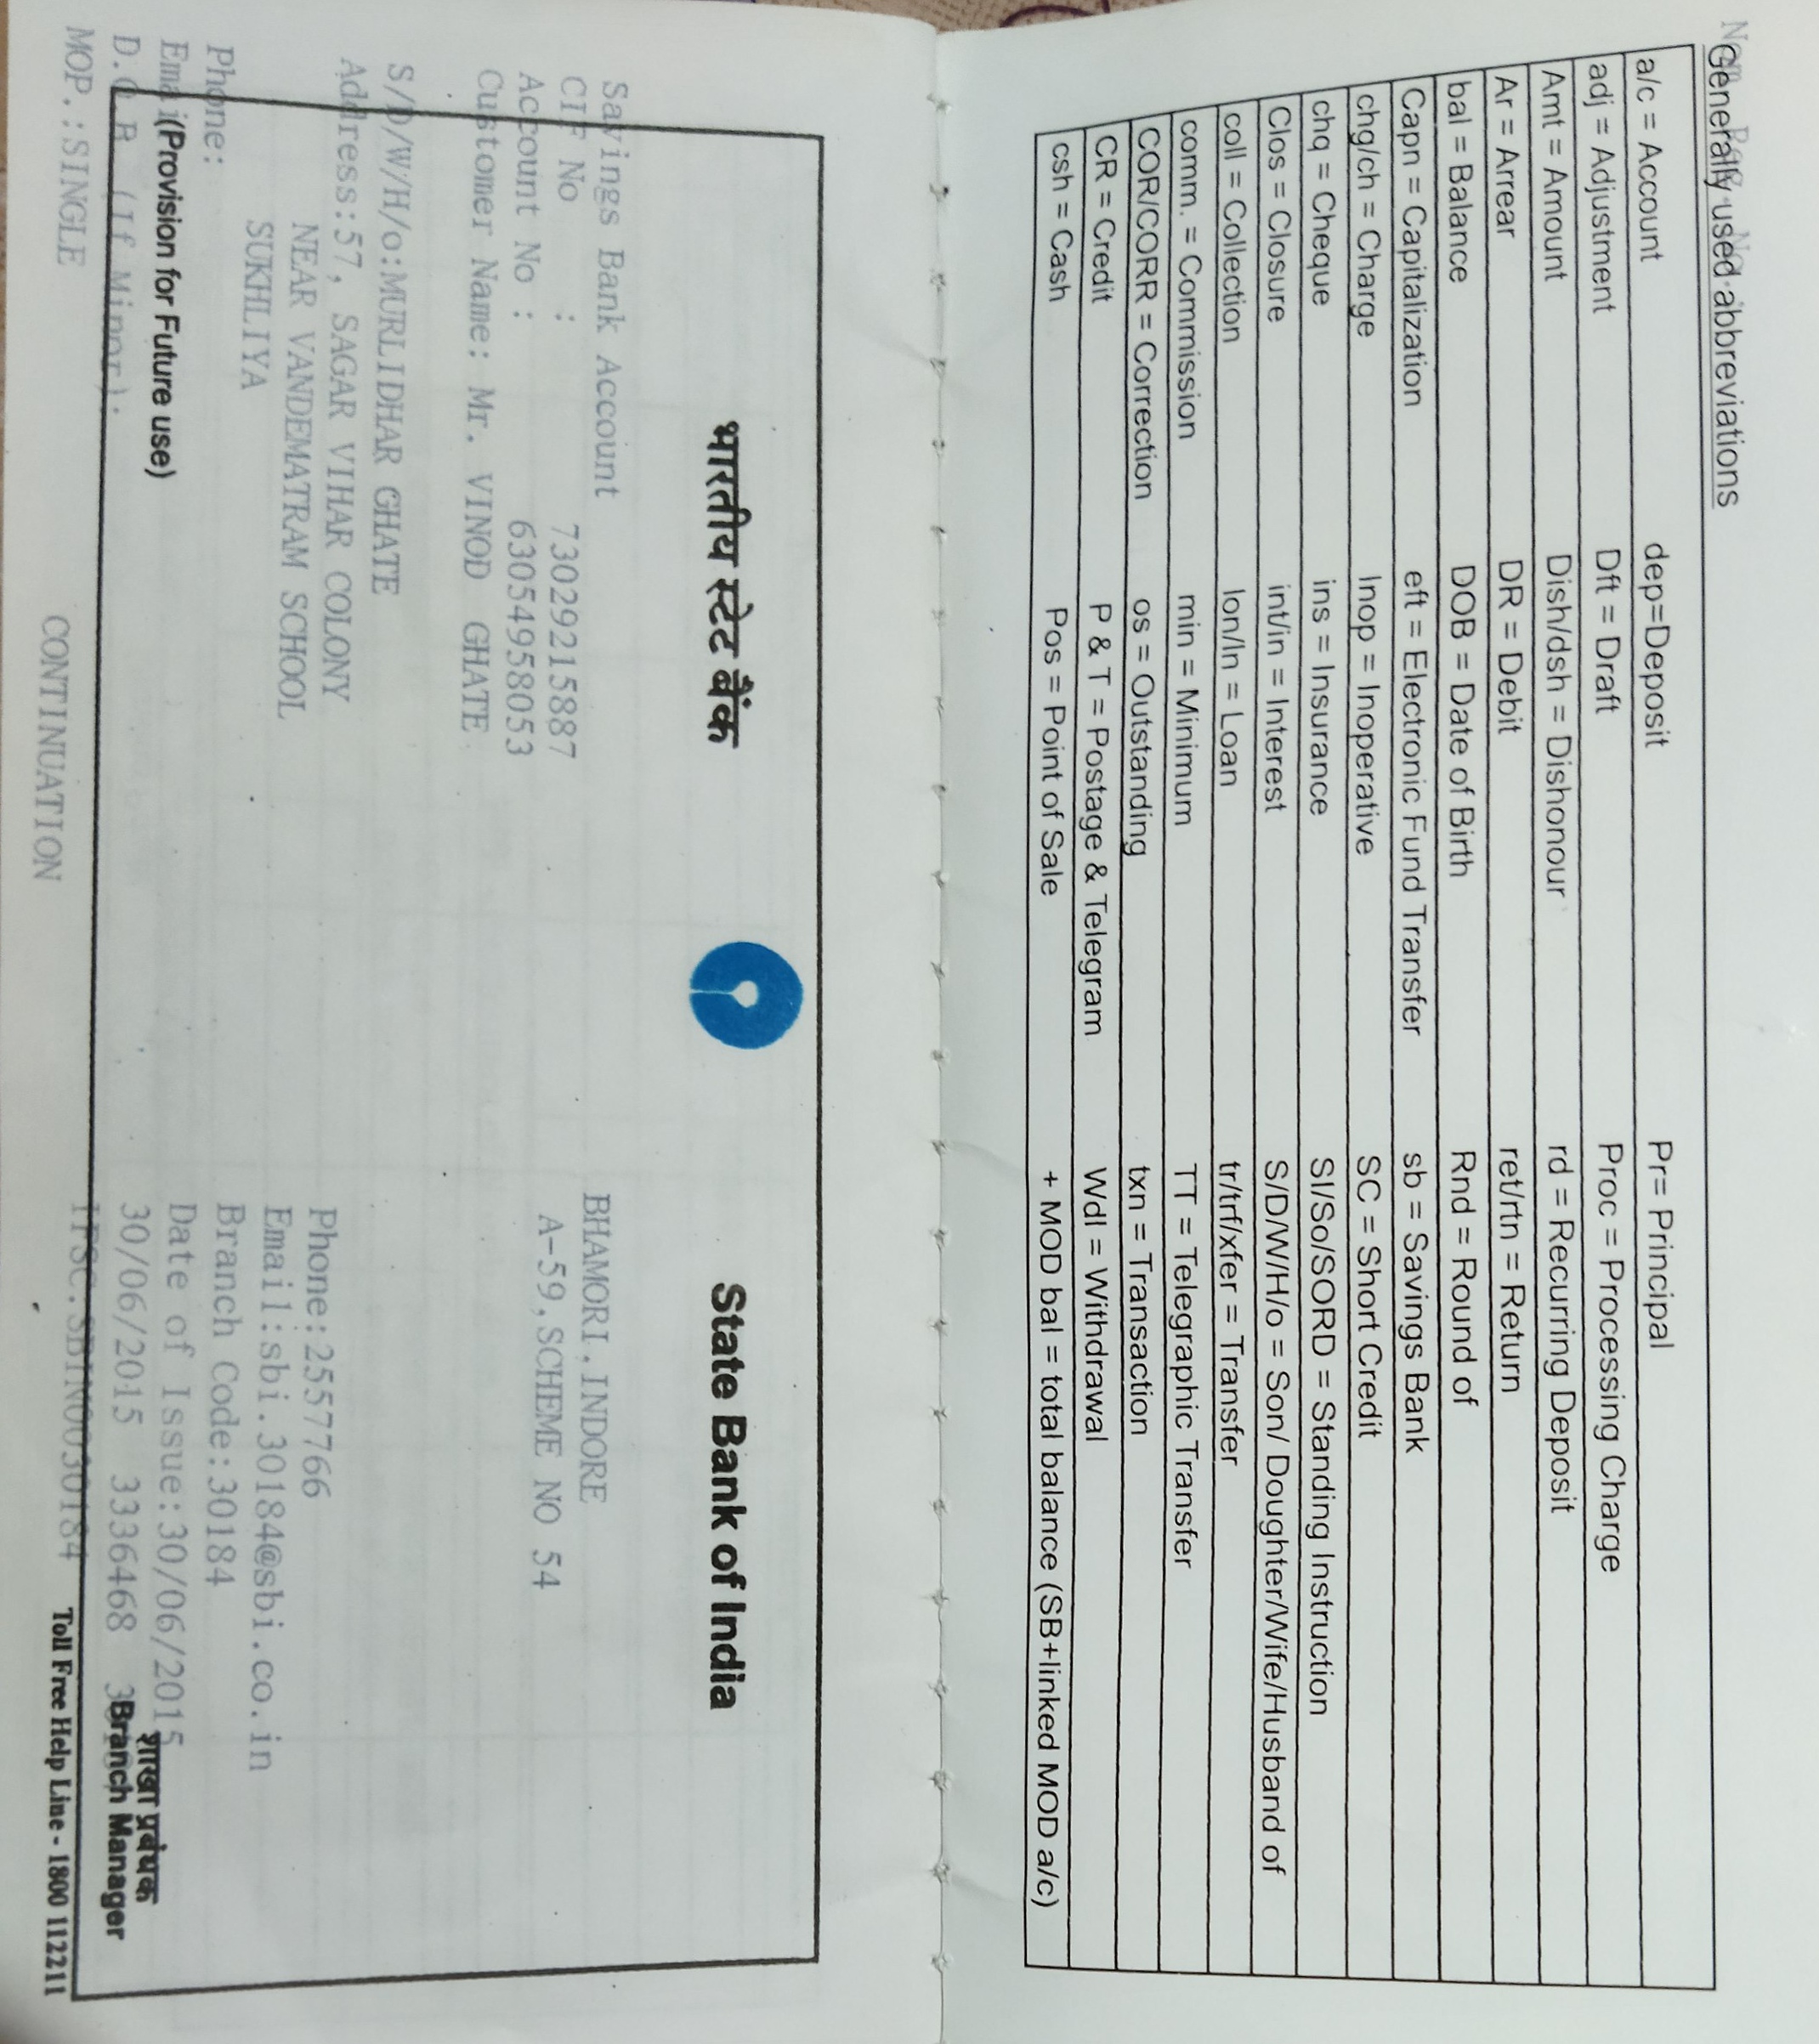 Nom. Reg. No.:
Generally used abbreviations
a/c = Account dep=Deposit Pr= Principal
adj = Adjustment Dft = Draft Proc = Processing Charge
Amt = Amount Dish/dsh = Dishonour rd = Recurring Deposit
Ar = Arrear DR = Debit ret/rtn = Return
bal = Balance DOB = Date of Birth Rnd = Round of
Capn = Capitalization eft = Electronic Fund Transfer sb = Savings Bank
chg/ch = Charge Inop = Inoperative SC = Short Credit
chq = Cheque ins = Insurance SI/So/SORD = Standing Instruction
Clos = Closure int/in = Interest S/D/W/H/o = Son/ Doughter/Wife/Husband of
coll = Collection lon/ln = Loan tr/trf/xfer = Transfer
comm. = Commission min = Minimum TT = Telegraphic Transfer
COR/CORR = Correction os = Outstanding txn = Transaction
CR = Credit P & T = Postage & Telegram Wdl = Withdrawal
csh = Cash Pos = Point of Sale + MOD bal = total balance (SB+linked MOD a/c)
भारतीय स्टेट बैंक State Bank of India
Savings Bank Account BHAMORI.INDORE
CIF No : 73029215887 A-59,SCHEME NO 54
Account No : 63054958053
Customer Name: Mr. VINOD GHATE
S/D/W/H/o:MURLIDHAR GHATE
Address:57, SAGAR VIHAR COLONY Phone:2557766
NEAR VANDEMATRAM SCHOOL Email:sbi.30184@sbi.co.in
SUKHLIYA Branch Code:30184
Phone: Date of Issue:30/06/2015
(Provision for Future use) शाखा प्रबंधक
D.O.B. (If Minor): 30/06/2015 3336468 Branch Manager
MOP.:SINGLE IFSC:SBIN0030184 Toll Free Help Line - 1800 112211
CONTINUATION